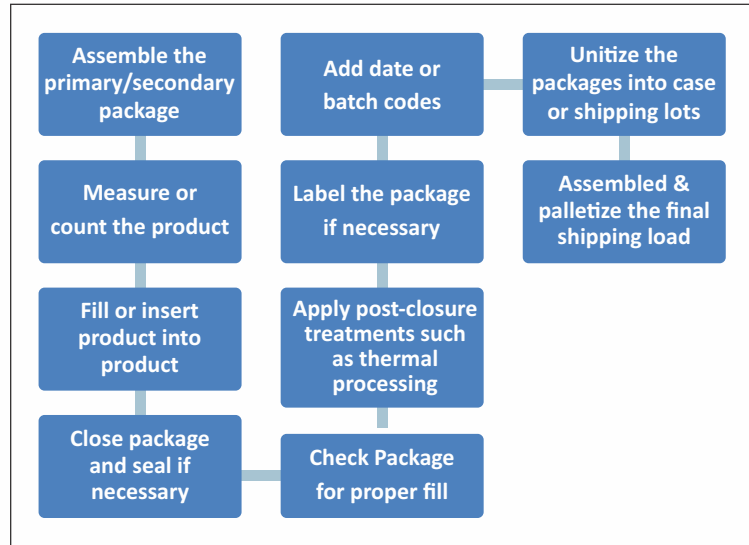 Assemble the
primary/secondary
package
Measure or
count the product
Fill or insert
product into
product
Close package
and seal if
necessary
Check Package
for proper fill
Apply post-closure
treatments such
as thermal
processing
Label the package
if necessary
Add date or
batch codes
Unitize the
packages into case
or shipping lots
Assembled &
palletize the final
shipping load